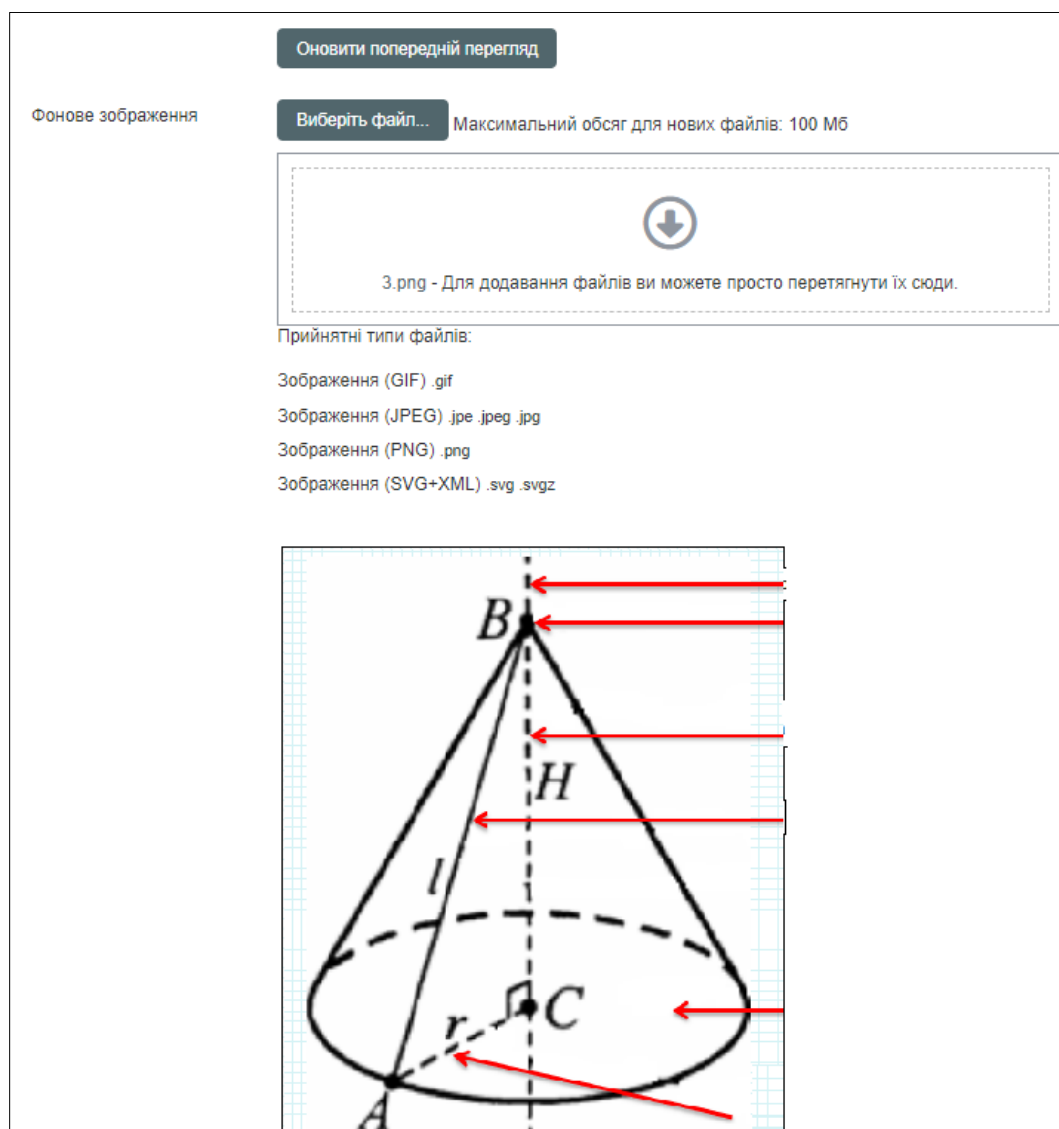 Оновити попередній перегляд
Фонове зображення
Виберіть файл...
Максимальний обсяг для нових файлів: 100 Мб
3.png - Для додавання файлів ви можете просто перетягнути їх сюди.
Прийнятні типи файлів:
Зображення (GIF) .gif
Зображення (JPEG) .jpe .jpeg .jpg
Зображення (PNG) .png
Зображення (SVG+XML) .svg .svgz
B
H
l
C
r
A